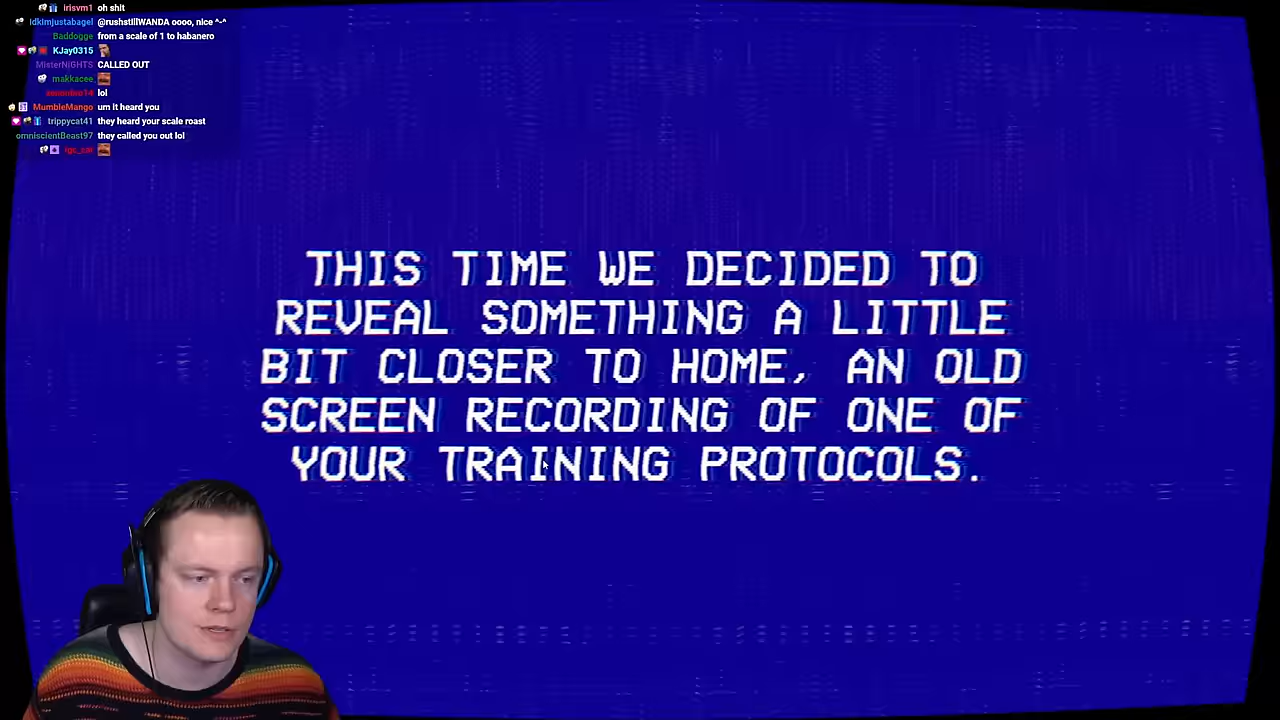 irisvm1 oh shit
idkimjustabagel @rushstillWANDA oooo, nice ^-^
Baddogge from a scale of 1 to habanero
KJay0315
MisterNiGHTS CALLED OUT
makkacee
lol
MumbleMango um it heard you
trippycat41 they heard your scale roast
omniscientBeast97 they called you out lol
THIS TIME WE DECIDED TO
REVEAL SOMETHING A LITTLE
BIT CLOSER TO HOME, AN OLD
SCREEN RECORDING OF ONE OF
YOUR TRAINING PROTOCOLS.